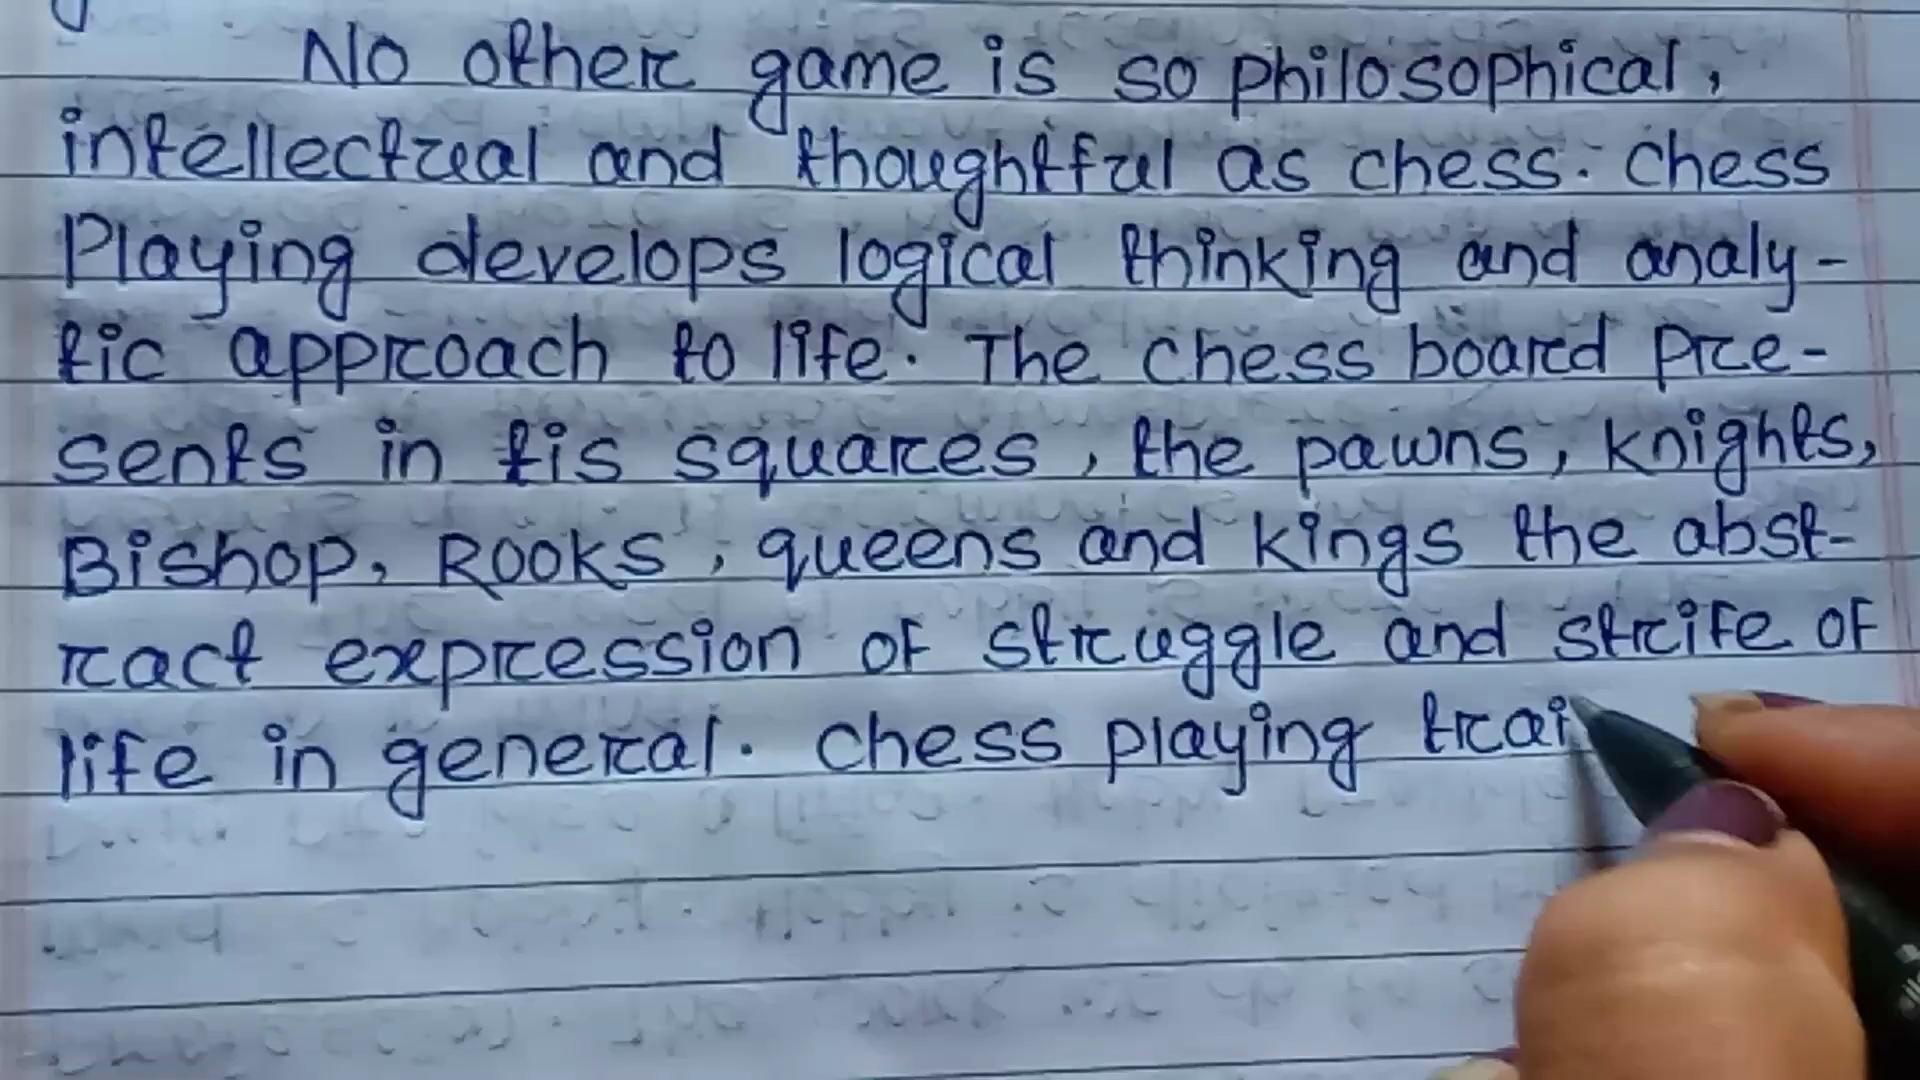 No other game is so philosophical,
intellectual and thoughtful as chess. Chess
Playing develops logical thinking and analy-
tic approach to life. The chess board pre-
sents in tis squares, the pawns, knights,
Bishop, Rooks, queens and kings the abst-
ract expression of struggle and strife of
life in general. Chess playing trai